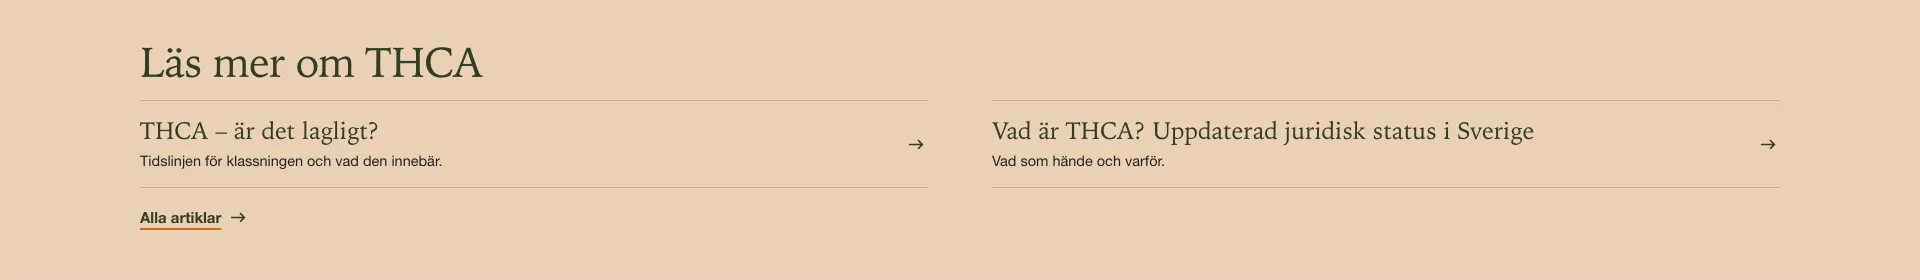 Läs mer om THCA
THCA – är det lagligt?
Tidslinjen för klassningen och vad den innebär.
Vad är THCA? Uppdaterad juridisk status i Sverige
Vad som hände och varför.
Alla artiklar